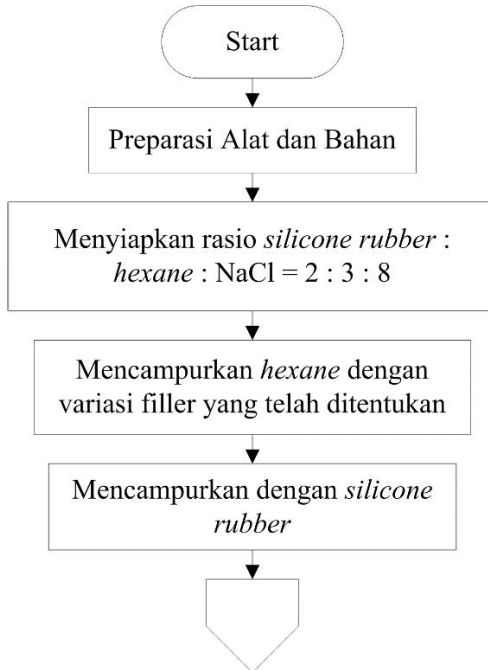 Start
Preparasi Alat dan Bahan
Menyiapkan rasio silicone rubber :
hexane : NaCl = 2 : 3 : 8
Mencampurkan hexane dengan
variasi filler yang telah ditentukan
Mencampurkan dengan silicone
rubber